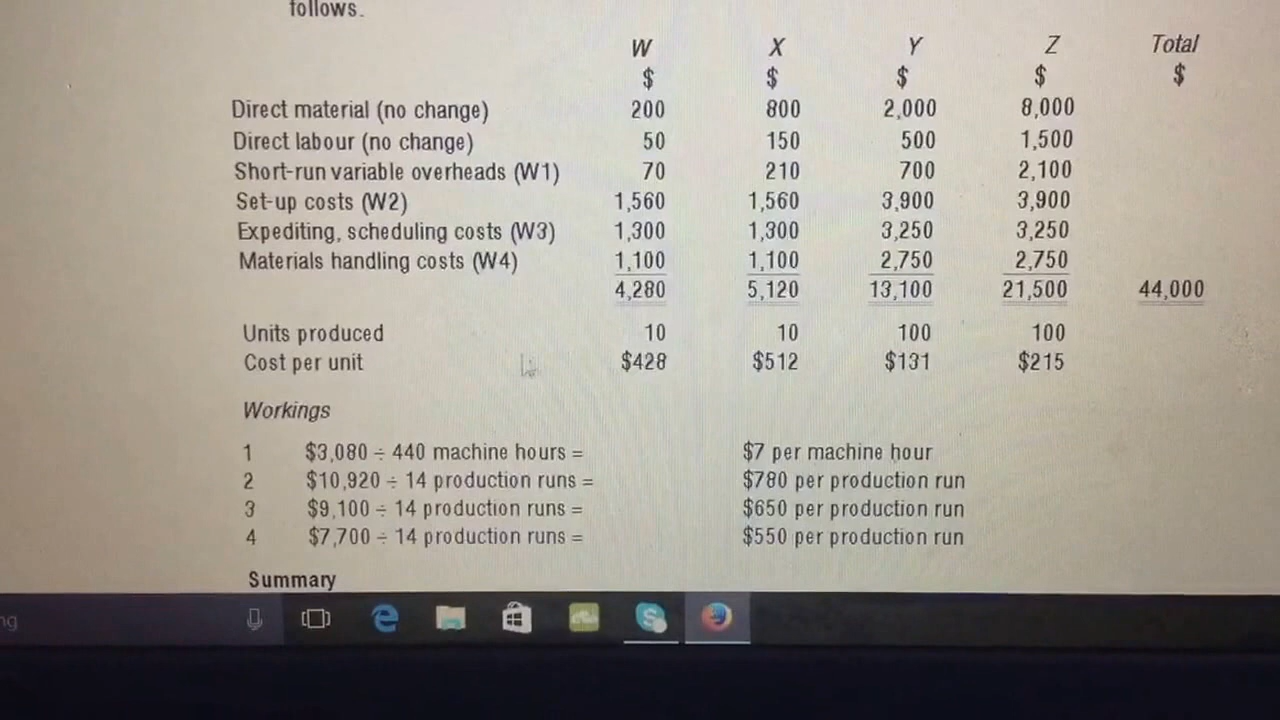 follows.
W X Y Z Total
$ $ $ $ $
Direct material (no change) 200 800 2,000 8,000
Direct labour (no change) 50 150 500 1,500
Short-run variable overheads (W1) 70 210 700 2,100
Set-up costs (W2) 1,560 1,560 3,900 3,900
Expediting, scheduling costs (W3) 1,300 1,300 3,250 3,250
Materials handling costs (W4) 1,100 1,100 2,750 2,750
4,280 5,120 13,100 21,500 44,000
Units produced 10 10 100 100
Cost per unit $428 $512 $131 $215
Workings
1 $3,080 ÷ 440 machine hours = $7 per machine hour
2 $10,920 ÷ 14 production runs = $780 per production run
3 $9,100 ÷ 14 production runs = $650 per production run
4 $7,700 ÷ 14 production runs = $550 per production run
Summary